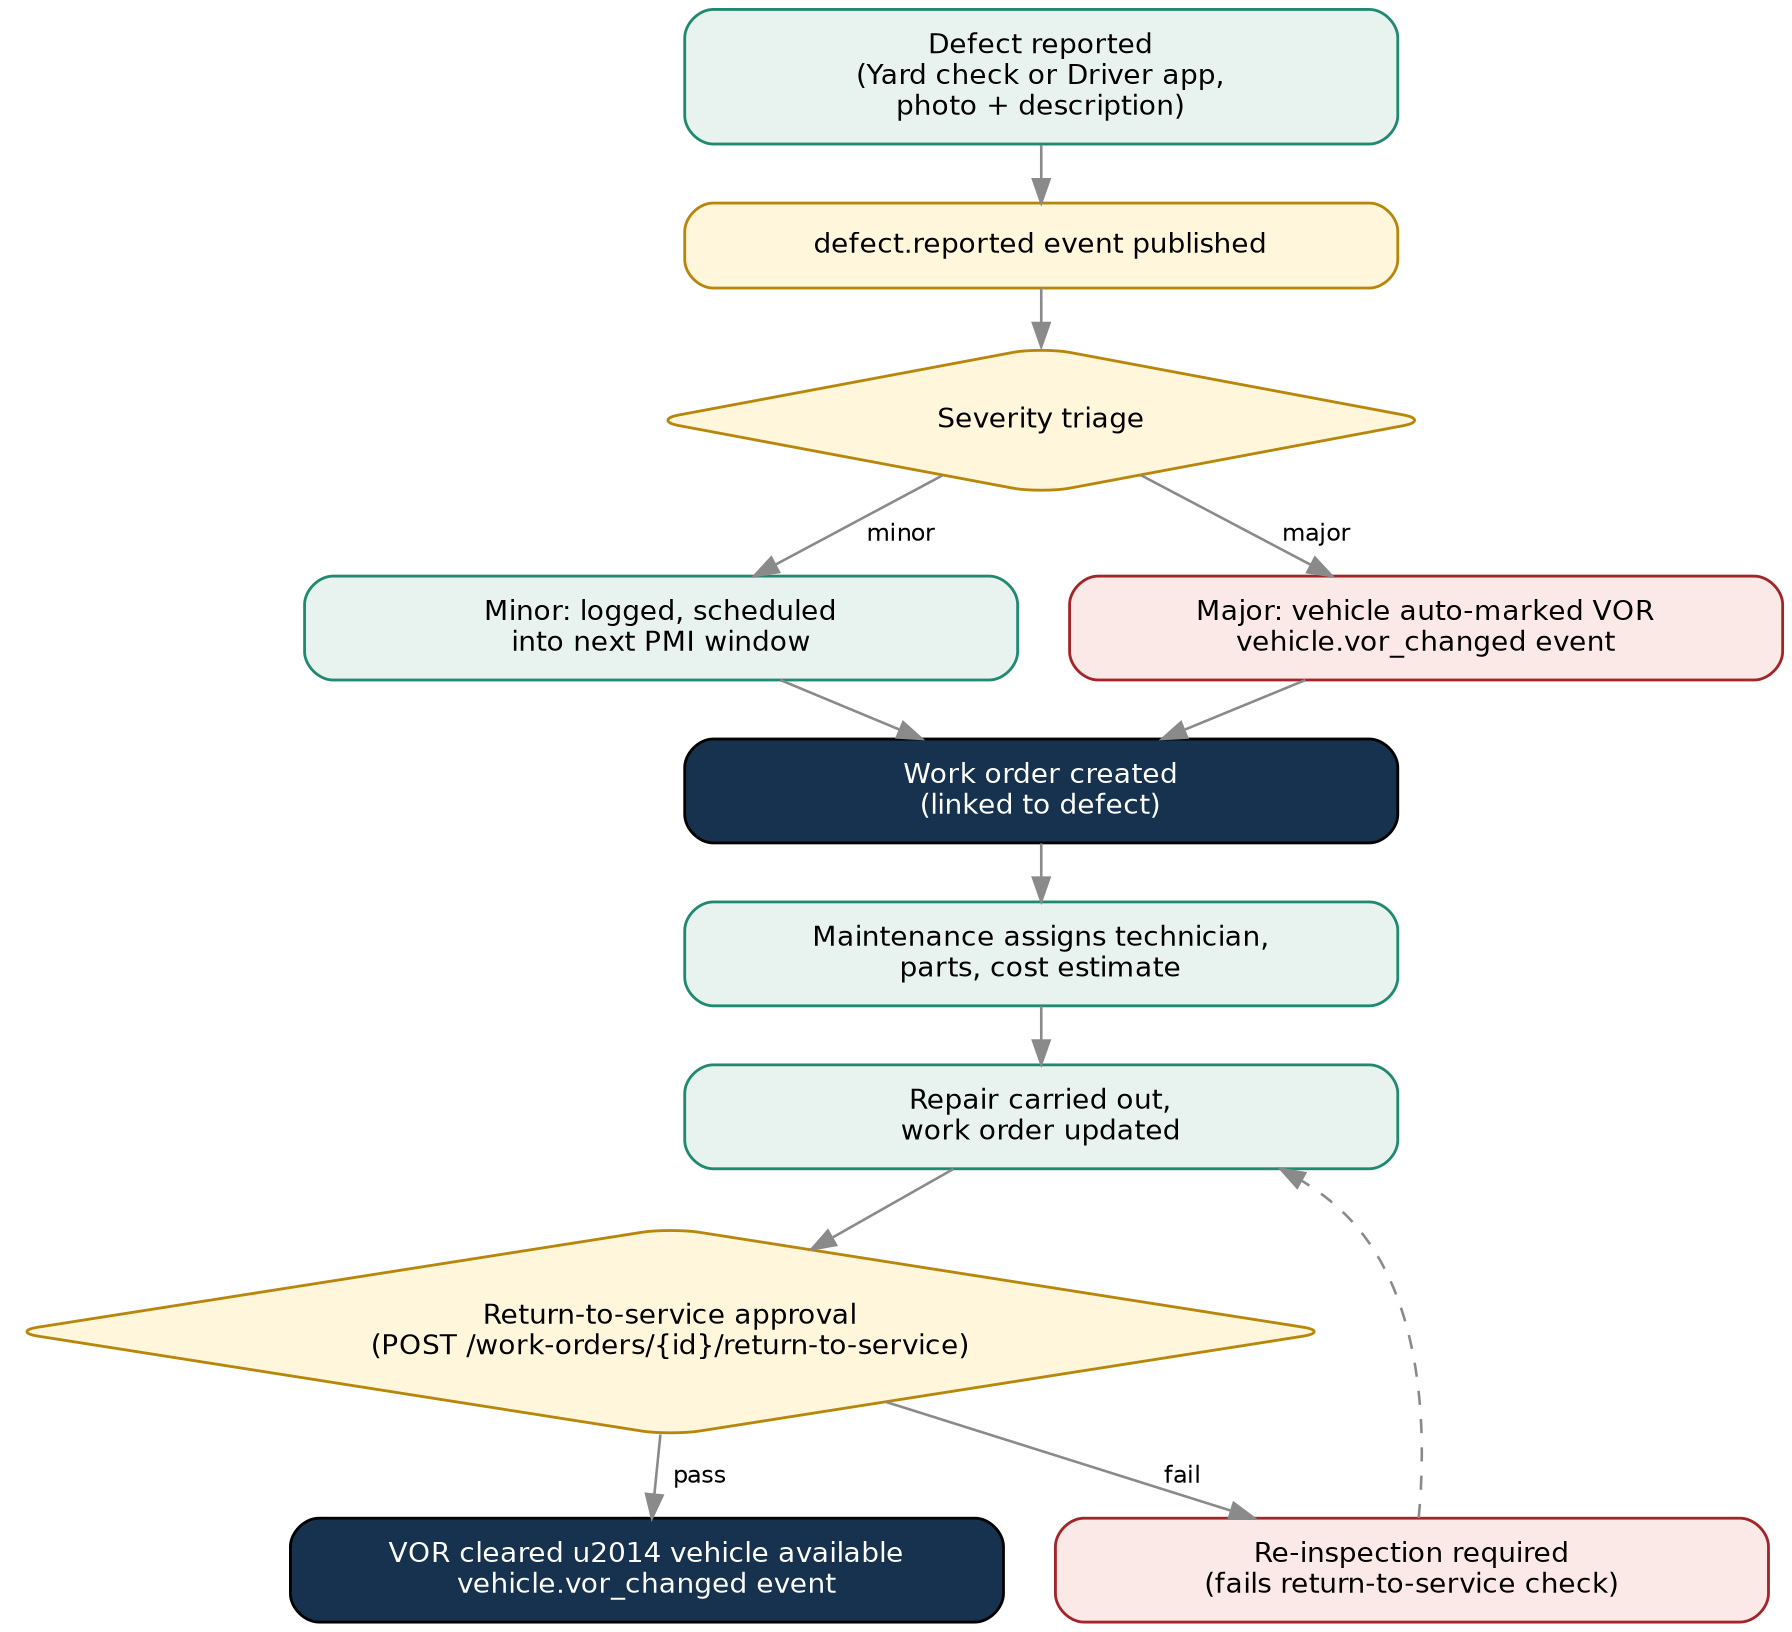 Defect reported
(Yard check or Driver app,
photo + description)
defect.reported event published
Severity triage
minor
major
Minor: logged, scheduled
into next PMI window
Major: vehicle auto-marked VOR
vehicle.vor_changed event
Work order created
(linked to defect)
Maintenance assigns technician,
parts, cost estimate
Repair carried out,
work order updated
Return-to-service approval
(POST /work-orders/{id}/return-to-service)
pass
fail
VOR cleared u2014 vehicle available
vehicle.vor_changed event
Re-inspection required
(fails return-to-service check)